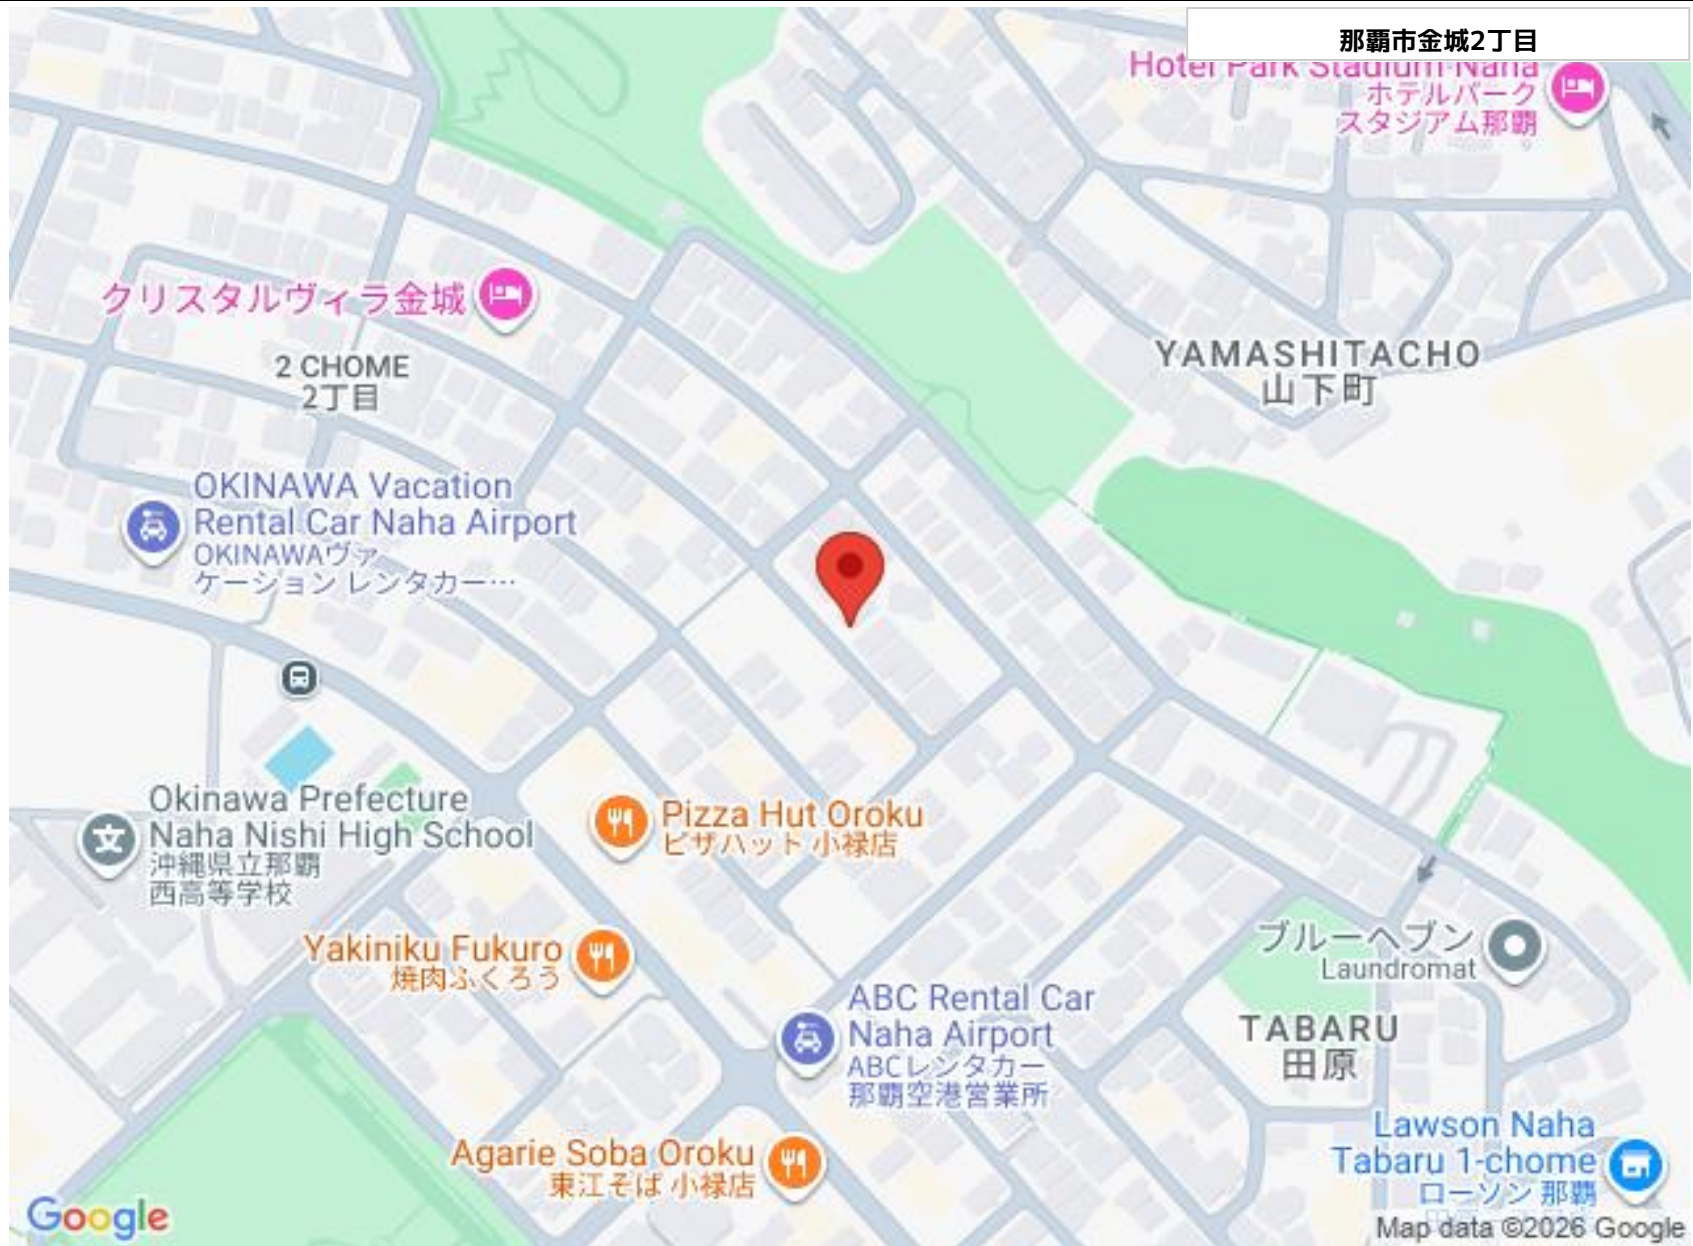 那覇市金城2丁目
Hotel Park Stadium Naha
ホテルパーク
スタジアム那覇
クリスタルヴィラ金城
2 CHOME
2丁目
YAMASHITACHO
山下町
OKINAWA Vacation
Rental Car Naha Airport
OKINAWAヴァ
ケーション レンタカー…
Okinawa Prefecture
Naha Nishi High School
沖縄県立那覇
西高等学校
Pizza Hut Oroku
ピザハット 小禄店
Yakiniku Fukuro
焼肉ふくろう
ブルーヘブン
Laundromat
ABC Rental Car
Naha Airport
ABCレンタカー
那覇空港営業所
TABARU
田原
Agarie Soba Oroku
東江そば 小禄店
Lawson Naha
Tabaru 1-chome
ローソン 那覇
Google
Map data ©2026 Google